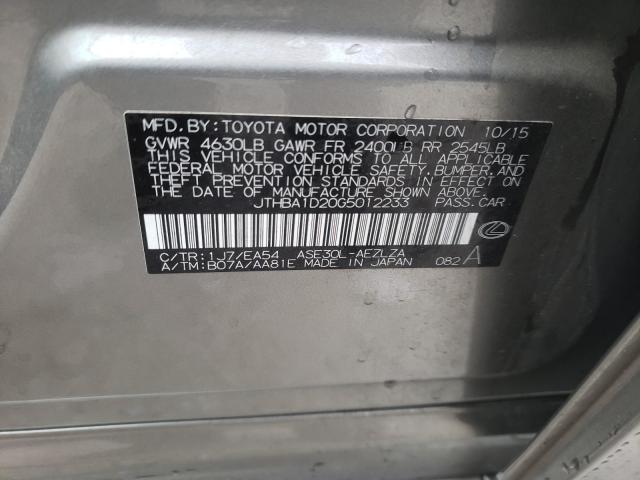 MFD. BY: TOYOTA MOTOR CORPORATION 10/15
GVWR 4630LB GAWR FR 2400LB RR 2545LB
THIS VEHICLE CONFORMS TO ALL APPLICABLE
FEDERAL MOTOR VEHICLE SAFETY, BUMPER, AND
THEFT PREVENTION STANDARDS IN EFFECT ON
THE DATE OF MANUFACTURE SHOWN ABOVE.
JTHBA1D20G5012233 PASS. CAR
C/TR: 1J7/EA54 ASE30L-AEZLZA
A/TM: B07A/AA81E MADE IN JAPAN 082 A